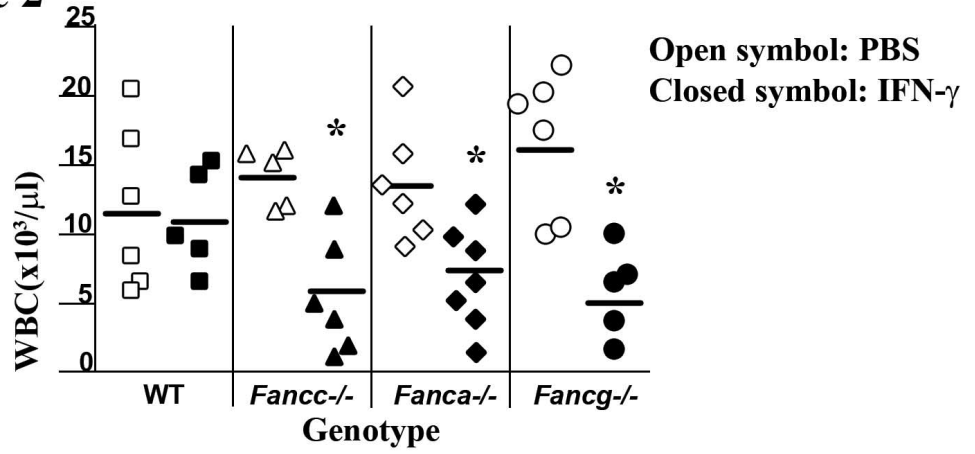 2
25
20
15
10
5
0
WBC(x10³/µl)
Open symbol: PBS
Closed symbol: IFN-γ
*
*
*
WT Fancc-/- Fanca-/- Fancg-/-
Genotype